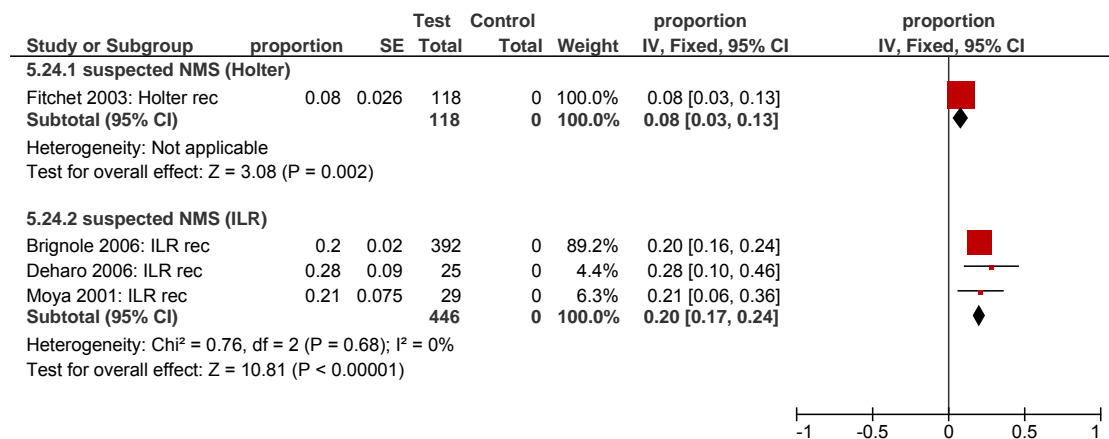 Test Control proportion proportion
Study or Subgroup proportion SE Total Total Weight IV, Fixed, 95% CI IV, Fixed, 95% CI
5.24.1 suspected NMS (Holter)
Fitchet 2003: Holter rec 0.08 0.026 118 0 100.0% 0.08 [0.03, 0.13]
Subtotal (95% CI) 118 0 100.0% 0.08 [0.03, 0.13]
Heterogeneity: Not applicable
Test for overall effect: Z = 3.08 (P = 0.002)
5.24.2 suspected NMS (ILR)
Brignole 2006: ILR rec 0.2 0.02 392 0 89.2% 0.20 [0.16, 0.24]
Deharo 2006: ILR rec 0.28 0.09 25 0 4.4% 0.28 [0.10, 0.46]
Moya 2001: ILR rec 0.21 0.075 29 0 6.3% 0.21 [0.06, 0.36]
Subtotal (95% CI) 446 0 100.0% 0.20 [0.17, 0.24]
Heterogeneity: Chi² = 0.76, df = 2 (P = 0.68); I² = 0%
Test for overall effect: Z = 10.81 (P < 0.00001)
-1 -0.5 0 0.5 1